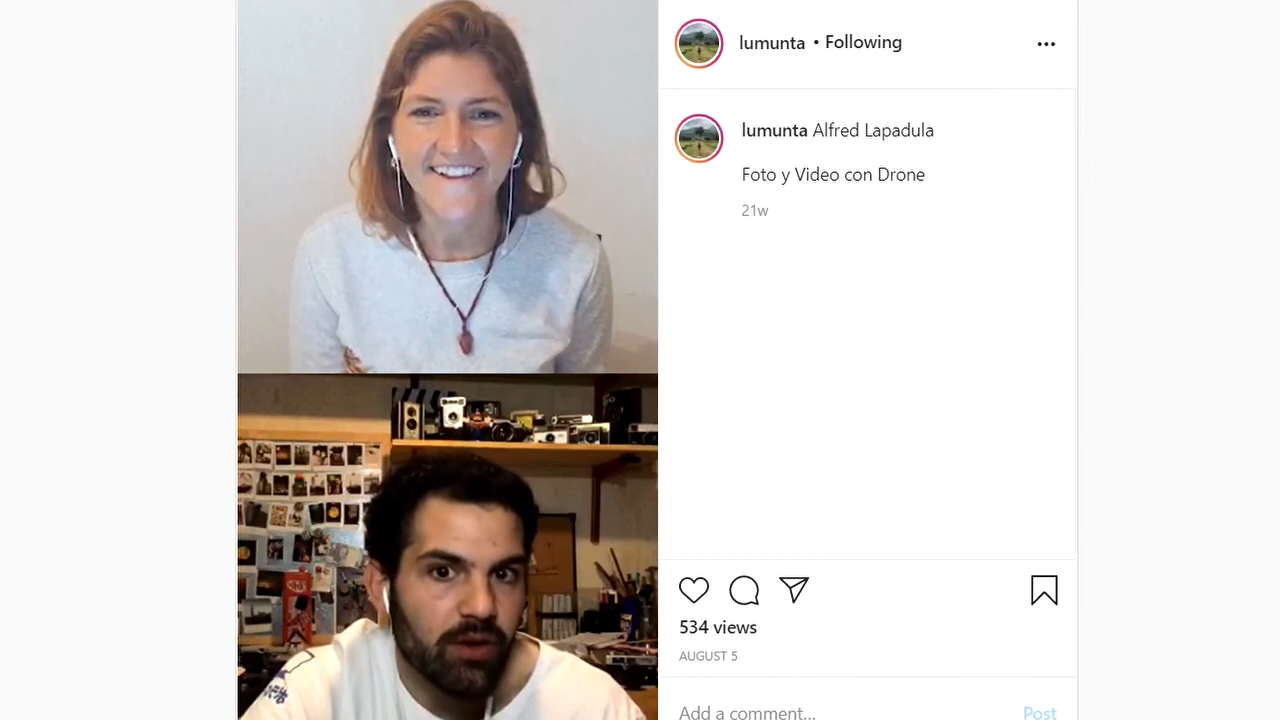 lumunta • Following
lumunta Alfred Lapadula
Foto y Video con Drone
21w
534 views
AUGUST 5
Add a comment...
Post